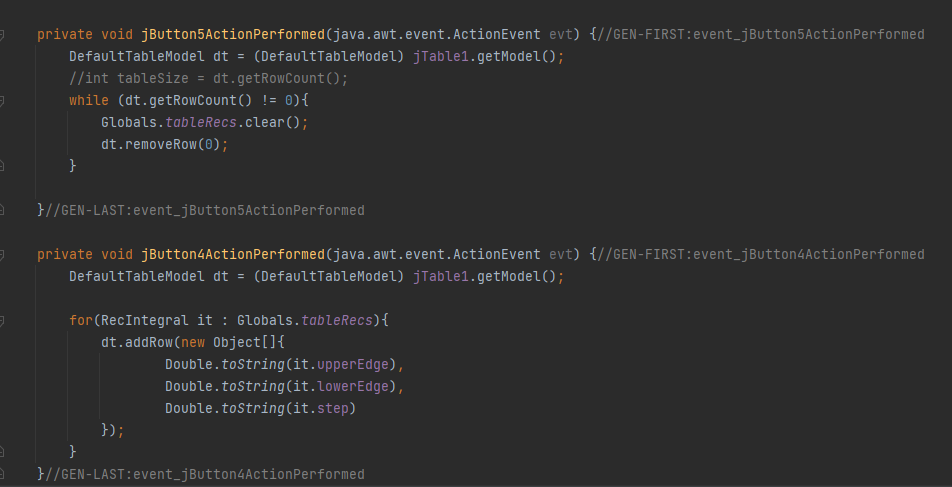 private void jButton5ActionPerformed(java.awt.event.ActionEvent evt) {//GEN-FIRST:event_jButton5ActionPerformed
DefaultTableModel dt = (DefaultTableModel) jTable1.getModel();
//int tableSize = dt.getRowCount();
while (dt.getRowCount() != 0){
Globals.tableRecs.clear();
dt.removeRow(0);
}
}//GEN-LAST:event_jButton5ActionPerformed
private void jButton4ActionPerformed(java.awt.event.ActionEvent evt) {//GEN-FIRST:event_jButton4ActionPerformed
DefaultTableModel dt = (DefaultTableModel) jTable1.getModel();
for(RecIntegral it : Globals.tableRecs){
dt.addRow(new Object[]{
Double.toString(it.upperEdge),
Double.toString(it.lowerEdge),
Double.toString(it.step)
});
}
}//GEN-LAST:event_jButton4ActionPerformed